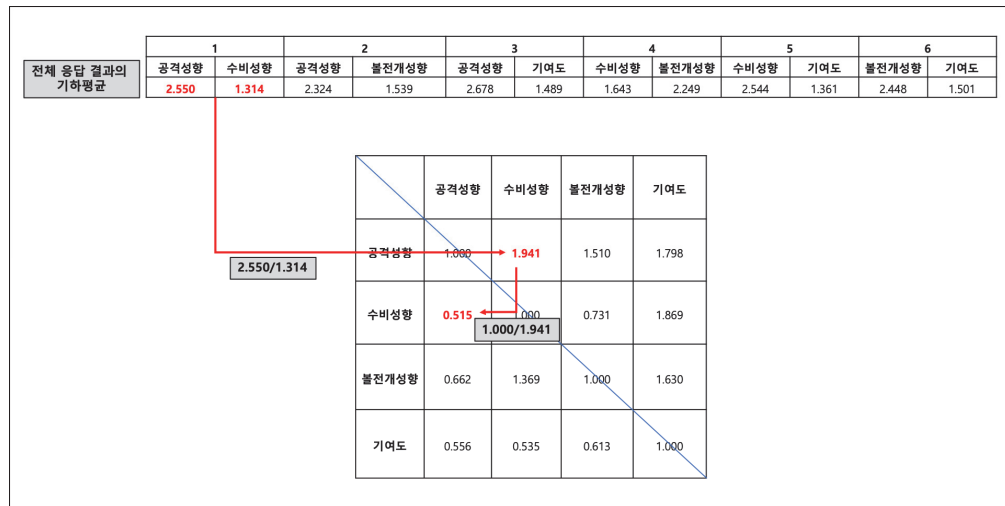 1 2 3 4 5 6
전체 응답 결과의
기하평균
공격성향 수비성향 공격성향 볼전개성향 공격성향 기여도 수비성향 볼전개성향 수비성향 기여도 볼전개성향 기여도
2.550 1.314 2.324 1.539 2.678 1.489 1.643 2.249 2.544 1.361 2.448 1.501
공격성향 수비성향 볼전개성향 기여도
공격성향 1.000 1.941 1.510 1.798
2.550/1.314
수비성향 0.515 1.000 0.731 1.869
1.000/1.941
볼전개성향 0.662 1.369 1.000 1.630
기여도 0.556 0.535 0.613 1.000